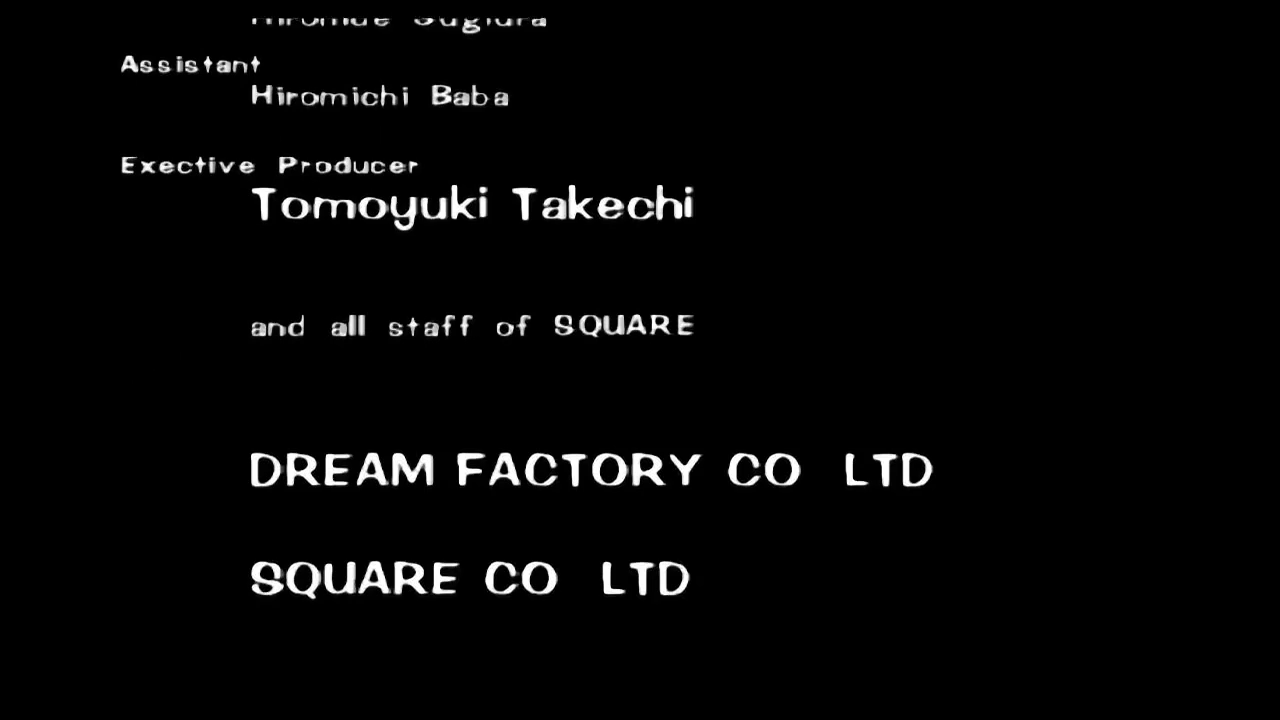 Sugiura
Assistant
Hiromichi Baba
Exective Producer
Tomoyuki Takechi
and all staff of SQUARE
DREAM FACTORY CO LTD
SQUARE CO LTD